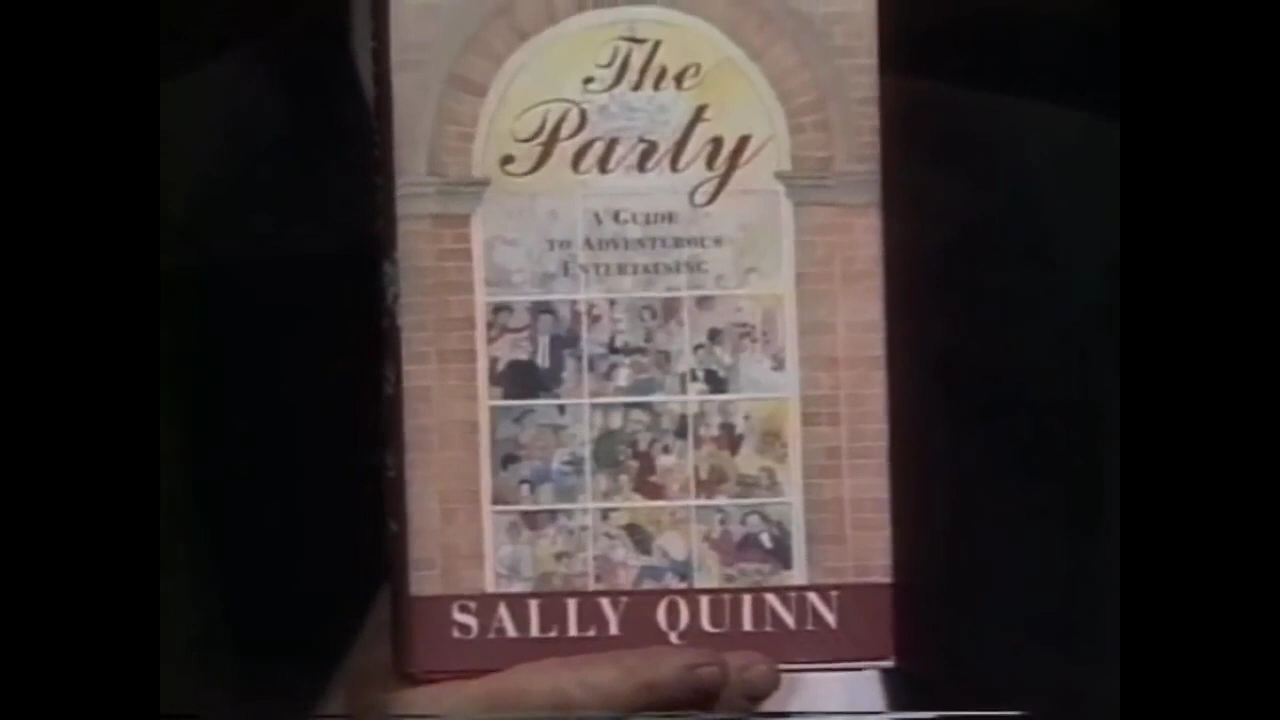 The
Party
A GUIDE
TO ADVENTUROUS
ENTERTAINING
SALLY QUINN